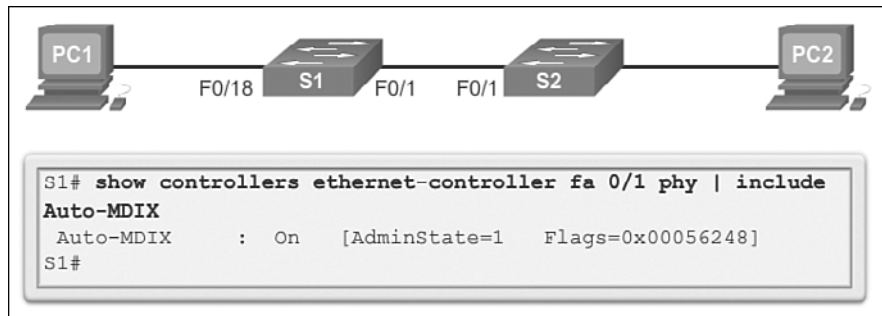 PC1
PC2
F0/18
S1
F0/1
F0/1
S2
S1# show controllers ethernet-controller fa 0/1 phy | include
Auto-MDIX
Auto-MDIX : On [AdminState=1 Flags=0x00056248]
S1#